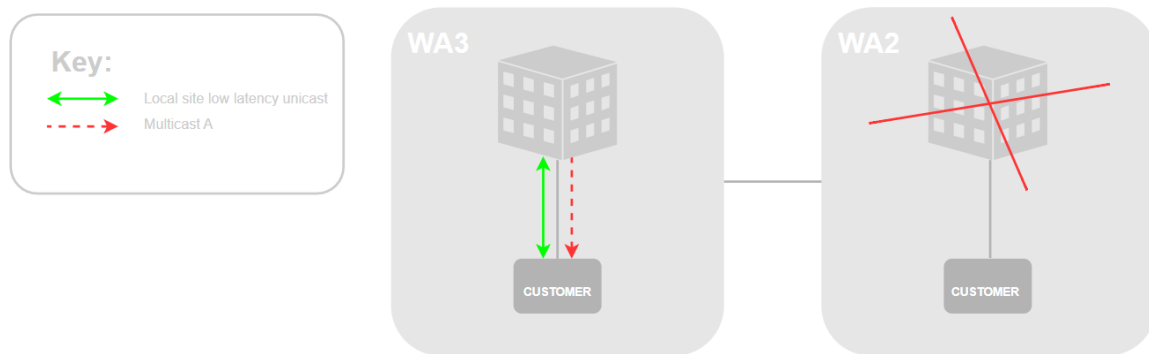 Key:
Local site low latency unicast
Multicast A
WA3
CUSTOMER
WA2
CUSTOMER